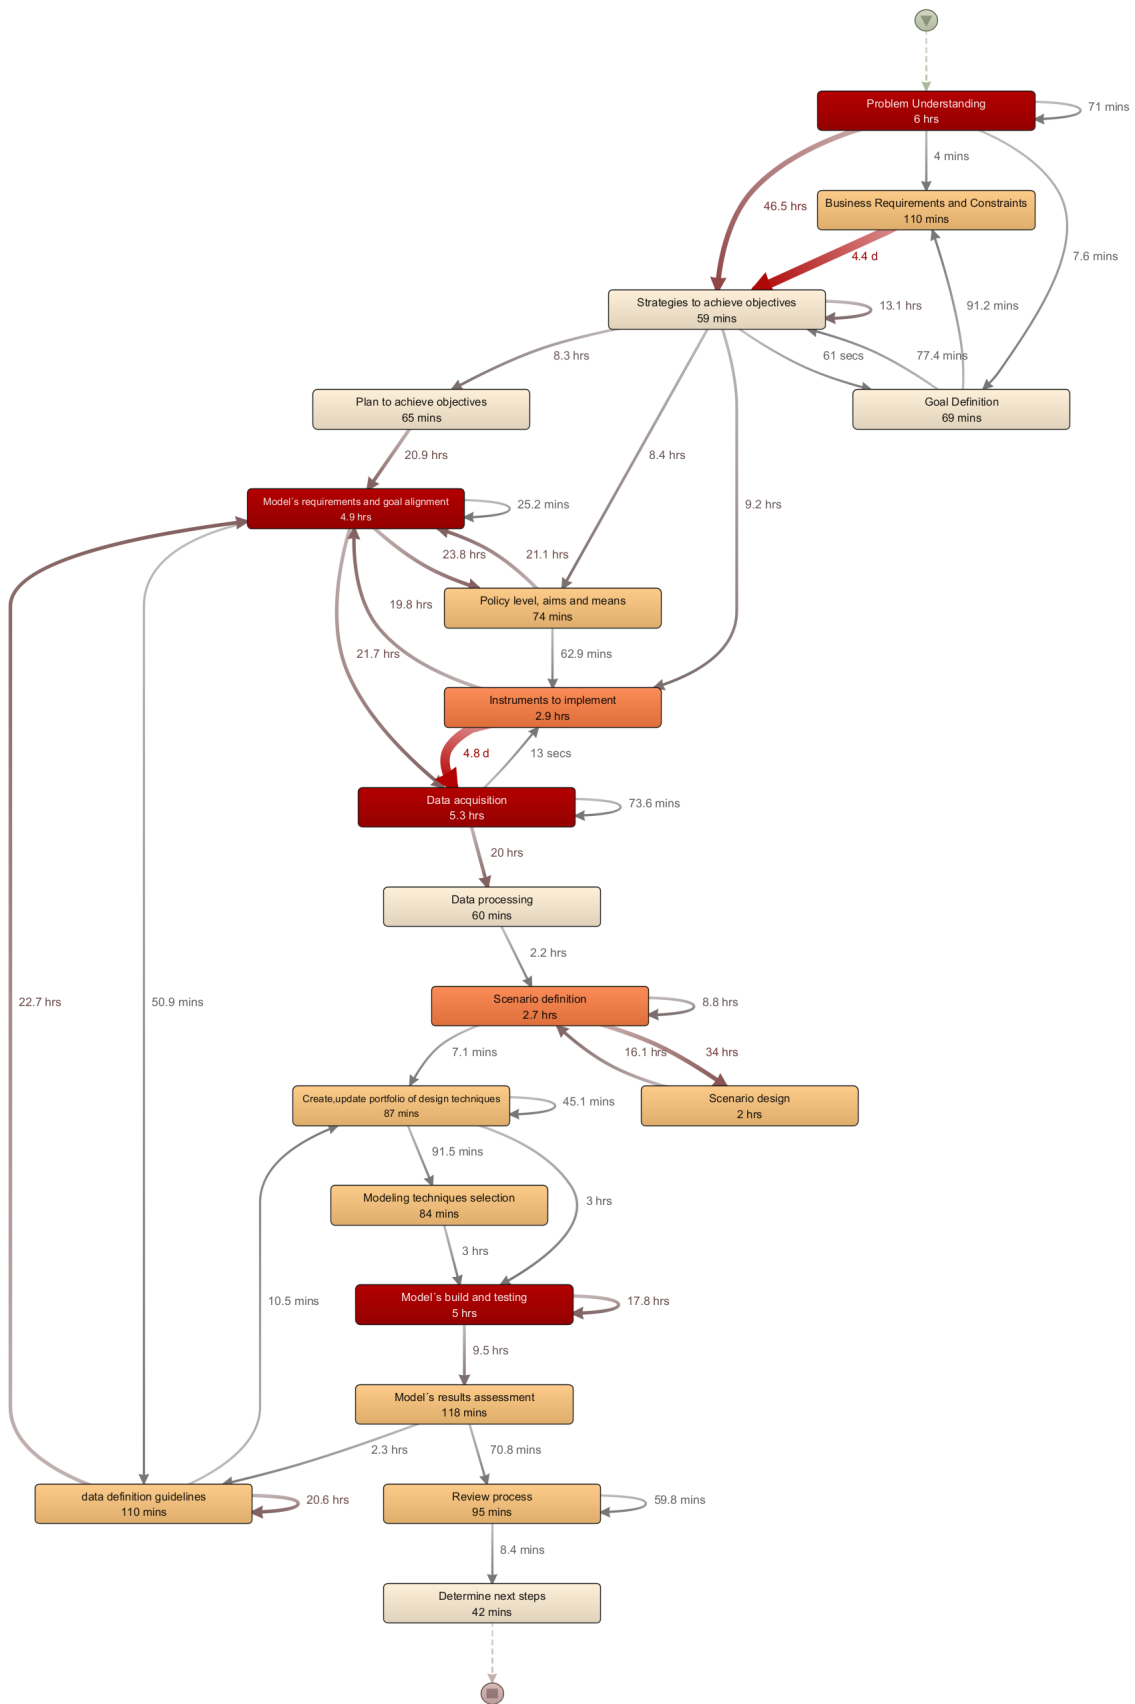 Problem Understanding
6 hrs
71 mins
4 mins
46.5 hrs
Business Requirements and Constraints
110 mins
7.6 mins
4.4 d
Strategies to achieve objectives
59 mins
13.1 hrs
91.2 mins
8.3 hrs
61 secs
77.4 mins
Plan to achieve objectives
65 mins
Goal Definition
69 mins
20.9 hrs
8.4 hrs
Model´s requirements and goal alignment
4.9 hrs
25.2 mins
9.2 hrs
23.8 hrs
21.1 hrs
Policy level, aims and means
74 mins
19.8 hrs
21.7 hrs
62.9 mins
Instruments to implement
2.9 hrs
4.8 d
13 secs
Data acquisition
5.3 hrs
73.6 mins
20 hrs
Data processing
60 mins
2.2 hrs
22.7 hrs
50.9 mins
Scenario definition
2.7 hrs
8.8 hrs
7.1 mins
16.1 hrs
34 hrs
Create,update portfolio of design techniques
87 mins
45.1 mins
Scenario design
2 hrs
91.5 mins
Modeling techniques selection
84 mins
3 hrs
3 hrs
10.5 mins
Model´s build and testing
5 hrs
17.8 hrs
9.5 hrs
Model´s results assessment
118 mins
2.3 hrs
70.8 mins
data definition guidelines
110 mins
20.6 hrs
Review process
95 mins
59.8 mins
8.4 mins
Determine next steps
42 mins